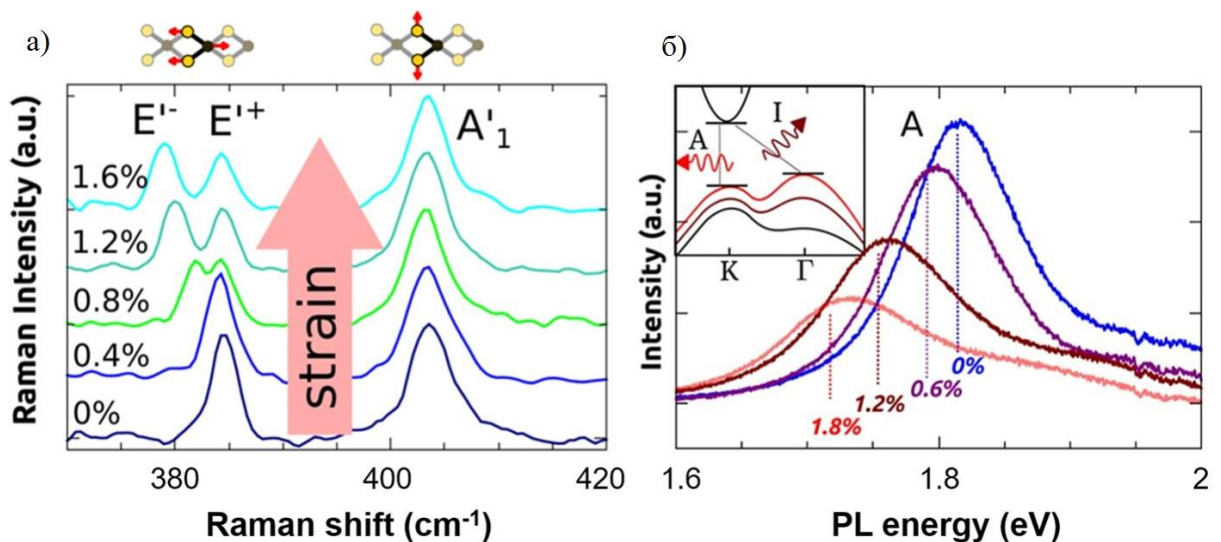 а)
E'- E'+ A'1
1.6%
1.2%
0.8%
0.4%
0%
strain
Raman Intensity (a.u.)
380 400 420
Raman shift (cm-1)
б)
A
I
A
K Γ
0%
0.6%
1.2%
1.8%
Intensity (a.u.)
1.6 1.8 2
PL energy (eV)